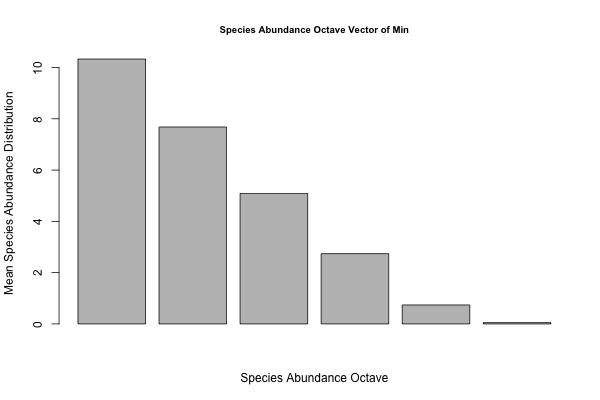 Species Abundance Octave Vector of Min
Mean Species Abundance Distribution
10
8
6
4
2
0
Species Abundance Octave